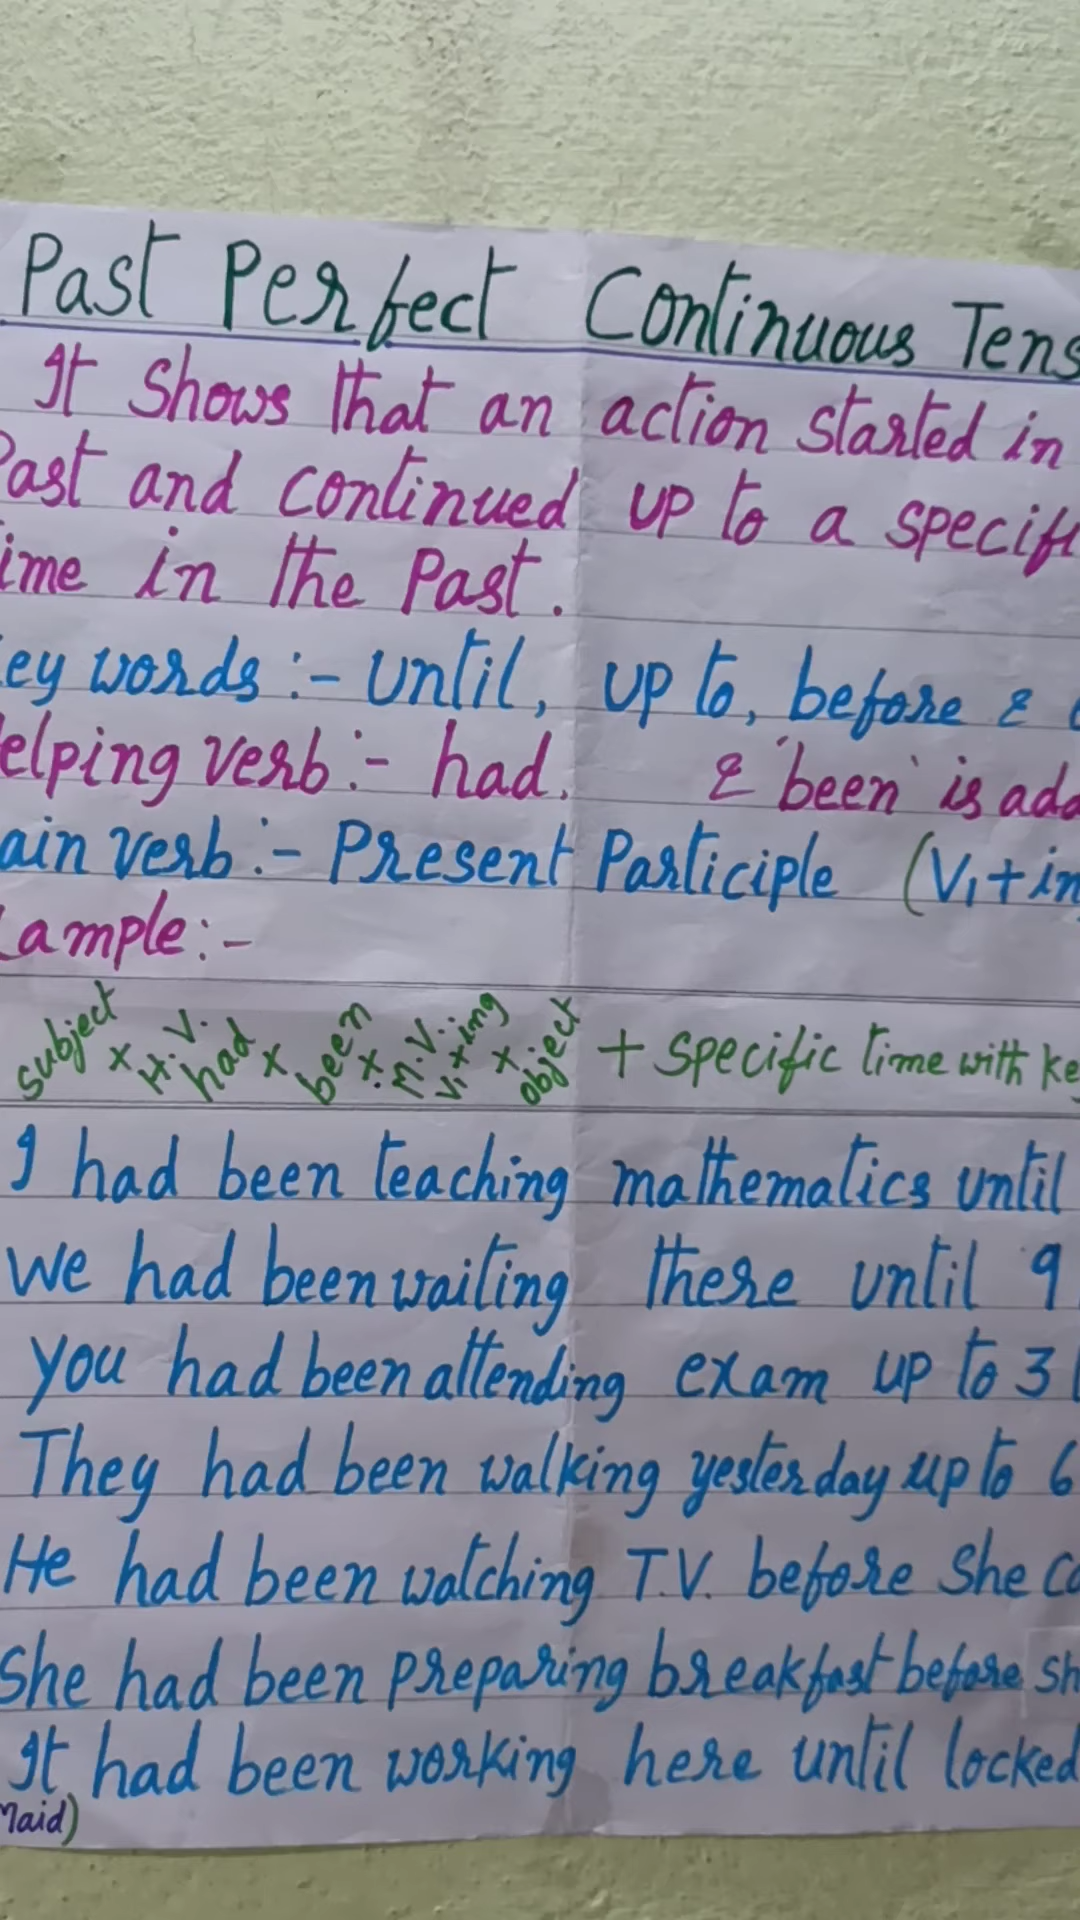 Past Perfect Continuous Tens
It shows that an action started in
Past and continued up to a specifi
ime in the Past.
ey words :- until, up to, before &
elping verb :- had. & 'been' is add
ain verb :- Present Participle (V1+in
ample :-
subject x H.V. had x been x m.v. V1+ing x object + specific time with key
I had been teaching mathematics until
We had been waiting there until 9
You had been attending exam up to 3
They had been walking yesterday up to 6
He had been watching T.V. before she ca
She had been preparing breakfast before sh
It had been working here until locked
Maid)